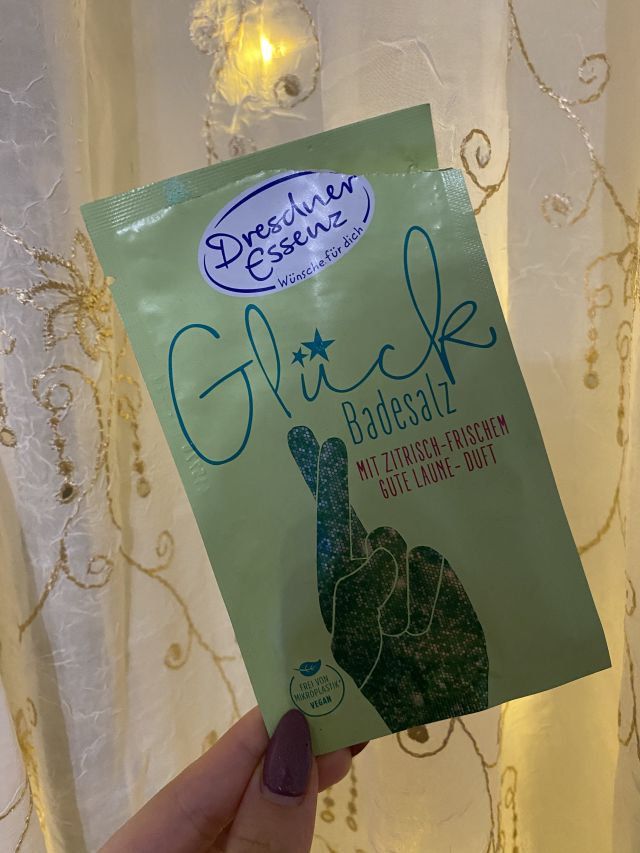 Dresdner
Essenz
Wünsche für dich
Glück
Badesalz
MIT ZITRISCH-FRISCHEM
GUTE LAUNE- DUFT
FREI VON
MIKROPLASTIK*
VEGAN